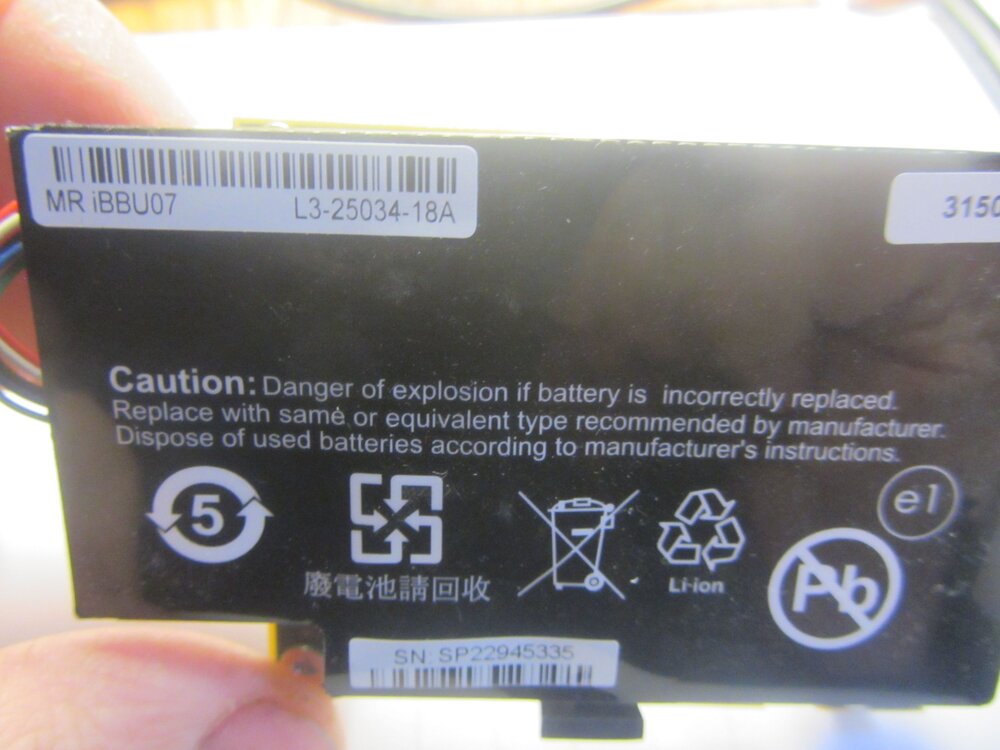 MR iBBU07 L3-25034-18A
3150
Caution: Danger of explosion if battery is incorrectly replaced.
Replace with same or equivalent type recommended by manufacturer.
Dispose of used batteries according to manufacturer's instructions.
e1
5
廢電池請回收
Li-ion
Pb
SN: SP22945335